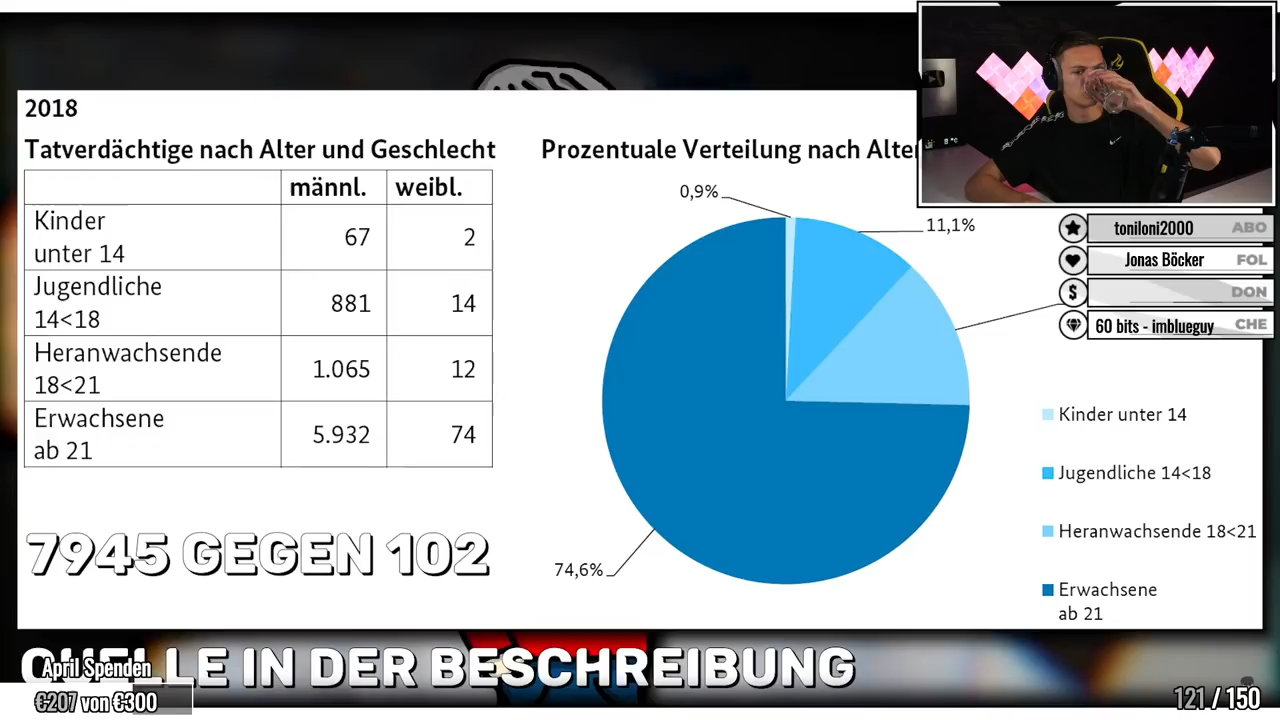 2018
Tatverdächtige nach Alter und Geschlecht
männl. weibl.
Kinder
unter 14
67 2
Jugendliche
14<18
881 14
Heranwachsende
18<21
1.065 12
Erwachsene
ab 21
5.932 74
7945 GEGEN 102
Prozentuale Verteilung nach Alter
0,9%
11,1%
74,6%
Kinder unter 14
Jugendliche 14<18
Heranwachsende 18<21
Erwachsene
ab 21
toniloni2000 ABO
Jonas Böcker FOL
$ DON
60 bits - imblueguy CHE
QUELLE IN DER BESCHREIBUNG
April Spenden
€207 von €300
121 / 150